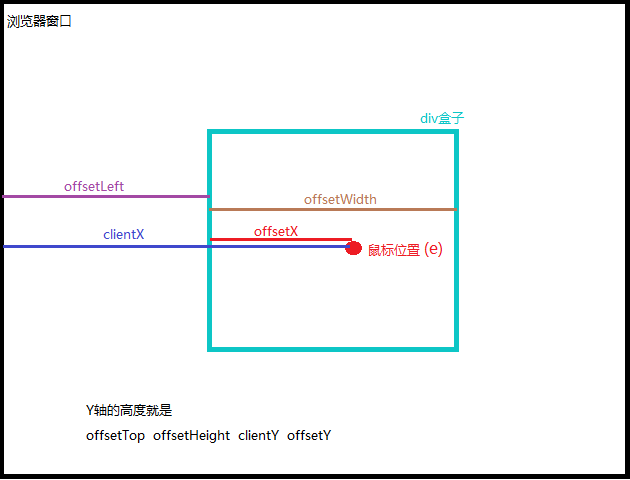 浏览器窗口
div盒子
offsetLeft
offsetWidth
clientX
offsetX
鼠标位置 (e)
Y轴的高度就是
offsetTop offsetHeight clientY offsetY